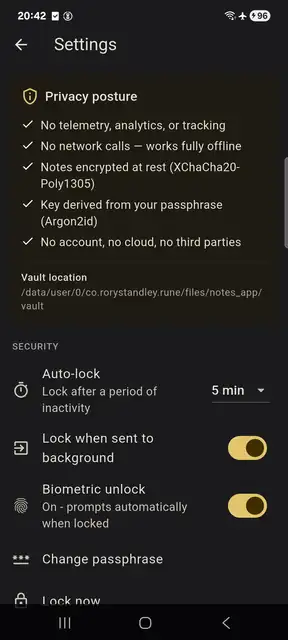 20:42
96
Settings
Privacy posture
No telemetry, analytics, or tracking
No network calls — works fully offline
Notes encrypted at rest (XChaCha20-
Poly1305)
Key derived from your passphrase
(Argon2id)
No account, no cloud, no third parties
Vault location
/data/user/0/co.rorystandley.rune/files/notes_app/
vault
SECURITY
Auto-lock
Lock after a period of
inactivity
5 min
Lock when sent to
background
Biometric unlock
On - prompts automatically
when locked
Change passphrase
Lock now